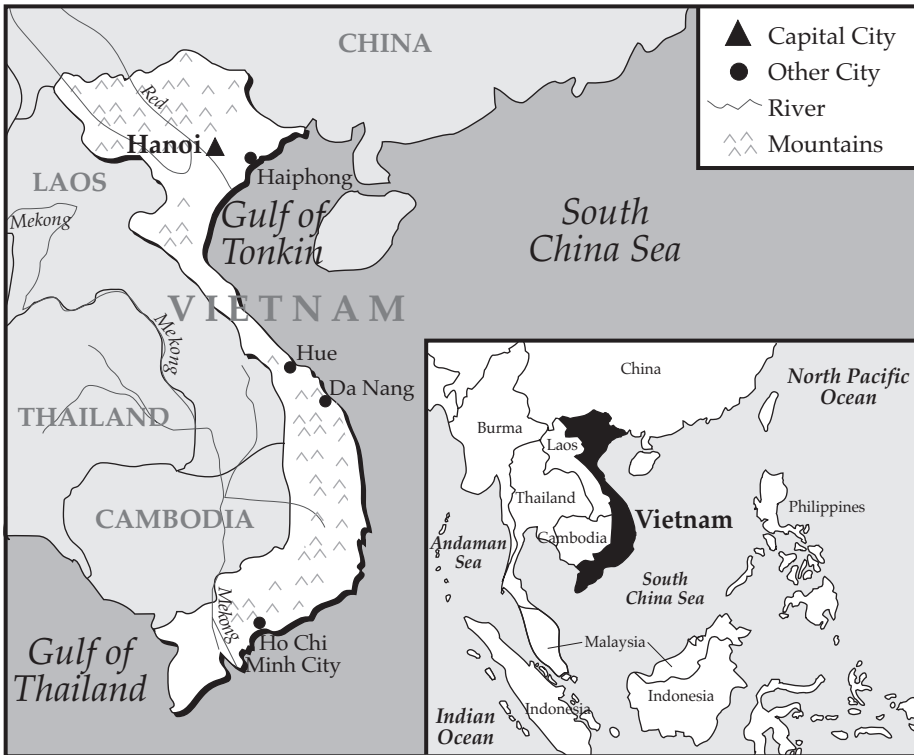 CHINA
Capital City
Other City
River
Mountains
Red
Hanoi
Haiphong
LAOS
Mekong
Gulf of
Tonkin
South
China Sea
VIETNAM
Mekong
Hue
Da Nang
THAILAND
CAMBODIA
Mekong
Ho Chi
Minh City
Gulf of
Thailand
China
North Pacific
Ocean
Burma
Laos
Thailand
Vietnam
Philippines
Cambodia
Andaman
Sea
South
China Sea
Malaysia
Indonesia
Indonesia
Indian
Ocean